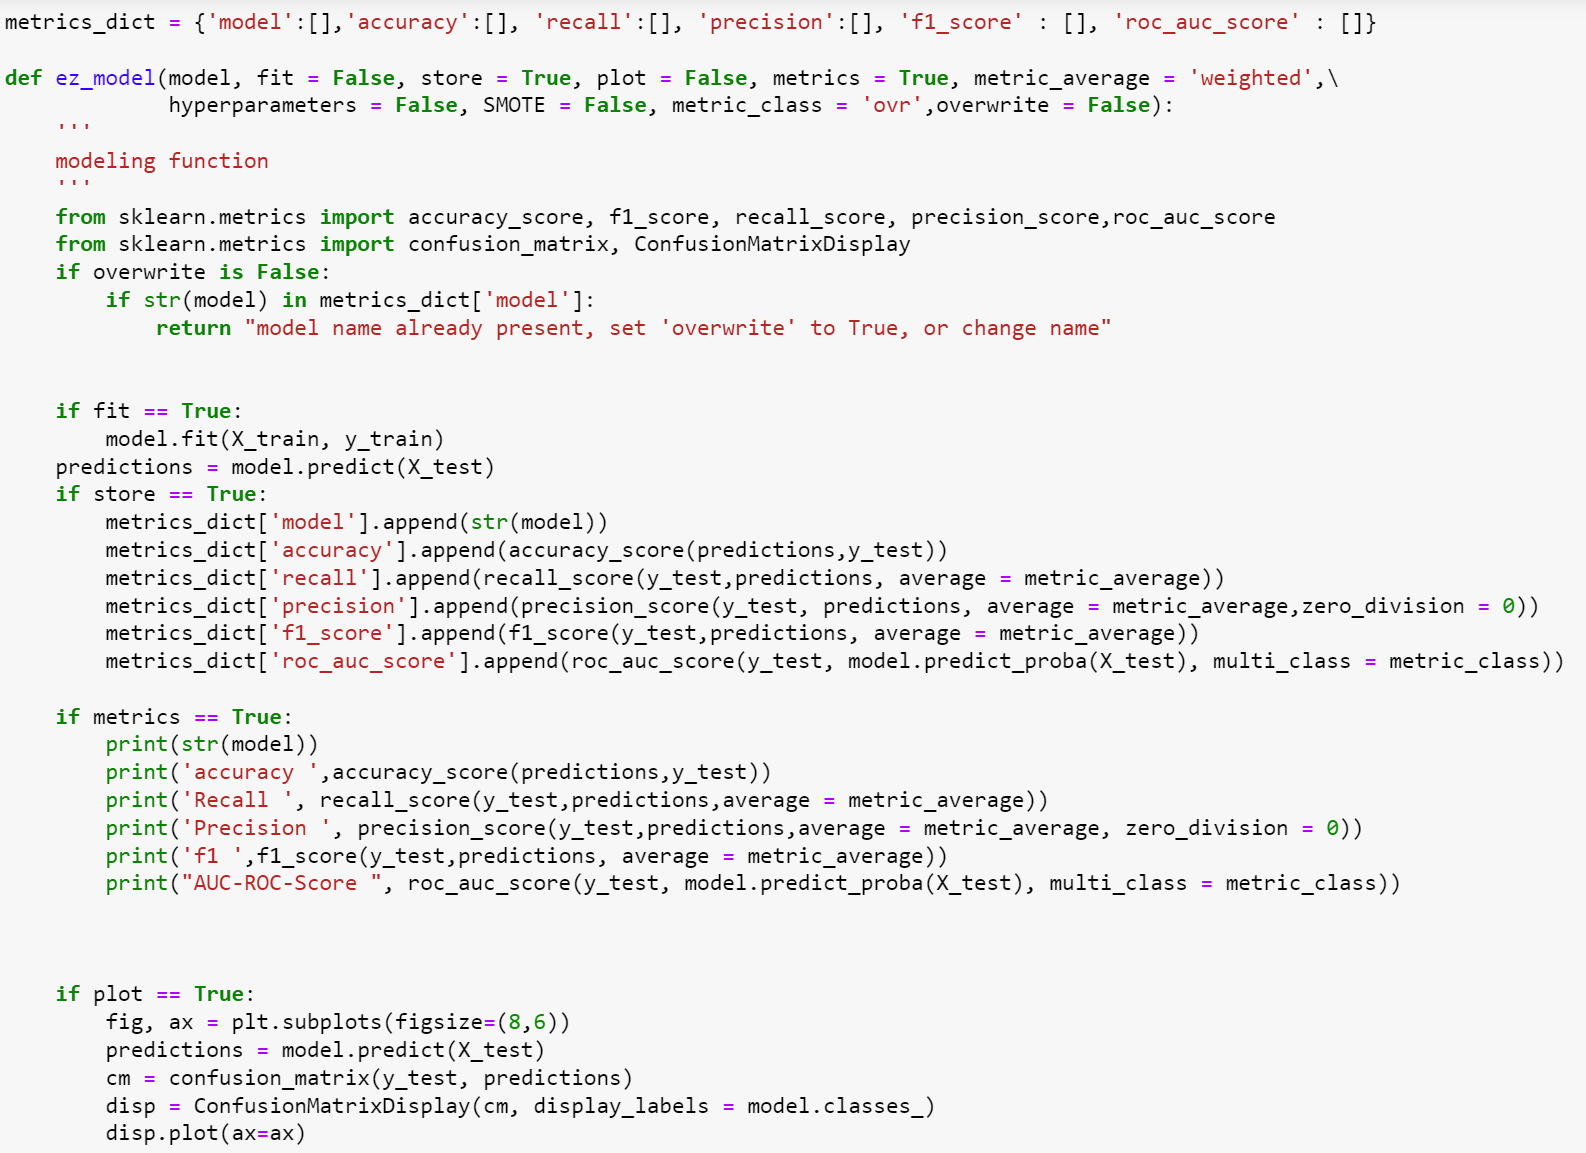 metrics_dict = {'model':[],'accuracy':[], 'recall':[], 'precision':[], 'f1_score' : [], 'roc_auc_score' : []}
def ez_model(model, fit = False, store = True, plot = False, metrics = True, metric_average = 'weighted',\
             hyperparameters = False, SMOTE = False, metric_class = 'ovr',overwrite = False):
    '''
    modeling function
    '''
    from sklearn.metrics import accuracy_score, f1_score, recall_score, precision_score,roc_auc_score
    from sklearn.metrics import confusion_matrix, ConfusionMatrixDisplay
    if overwrite is False:
        if str(model) in metrics_dict['model']:
            return "model name already present, set 'overwrite' to True, or change name"
    if fit == True:
        model.fit(X_train, y_train)
    predictions = model.predict(X_test)
    if store == True:
        metrics_dict['model'].append(str(model))
        metrics_dict['accuracy'].append(accuracy_score(predictions,y_test))
        metrics_dict['recall'].append(recall_score(y_test,predictions, average = metric_average))
        metrics_dict['precision'].append(precision_score(y_test, predictions, average = metric_average,zero_division = 0))
        metrics_dict['f1_score'].append(f1_score(y_test,predictions, average = metric_average))
        metrics_dict['roc_auc_score'].append(roc_auc_score(y_test, model.predict_proba(X_test), multi_class = metric_class))
    if metrics == True:
        print(str(model))
        print('accuracy ',accuracy_score(predictions,y_test))
        print('Recall ', recall_score(y_test,predictions,average = metric_average))
        print('Precision ', precision_score(y_test,predictions,average = metric_average, zero_division = 0))
        print('f1 ',f1_score(y_test,predictions, average = metric_average))
        print("AUC-ROC-Score ", roc_auc_score(y_test, model.predict_proba(X_test), multi_class = metric_class))
    if plot == True:
        fig, ax = plt.subplots(figsize=(8,6))
        predictions = model.predict(X_test)
        cm = confusion_matrix(y_test, predictions)
        disp = ConfusionMatrixDisplay(cm, display_labels = model.classes_)
        disp.plot(ax=ax)